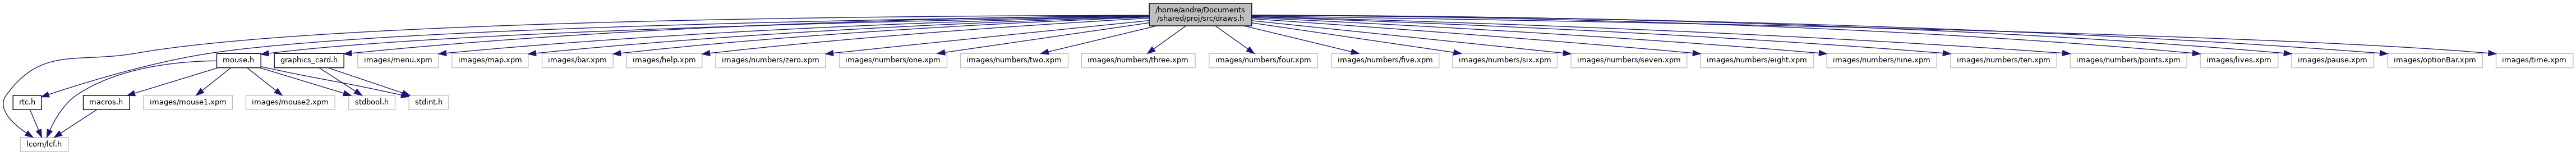 /home/andre/Documents
/shared/proj/src/draws.h
mouse.h
graphics_card.h
images/menu.xpm
images/map.xpm
images/bar.xpm
images/help.xpm
images/numbers/zero.xpm
images/numbers/one.xpm
images/numbers/two.xpm
images/numbers/three.xpm
images/numbers/four.xpm
images/numbers/five.xpm
images/numbers/six.xpm
images/numbers/seven.xpm
images/numbers/eight.xpm
images/numbers/nine.xpm
images/numbers/ten.xpm
images/numbers/points.xpm
images/lives.xpm
images/pause.xpm
images/optionBar.xpm
images/time.xpm
rtc.h
macros.h
images/mouse1.xpm
images/mouse2.xpm
stdbool.h
stdint.h
lcom/lcf.h